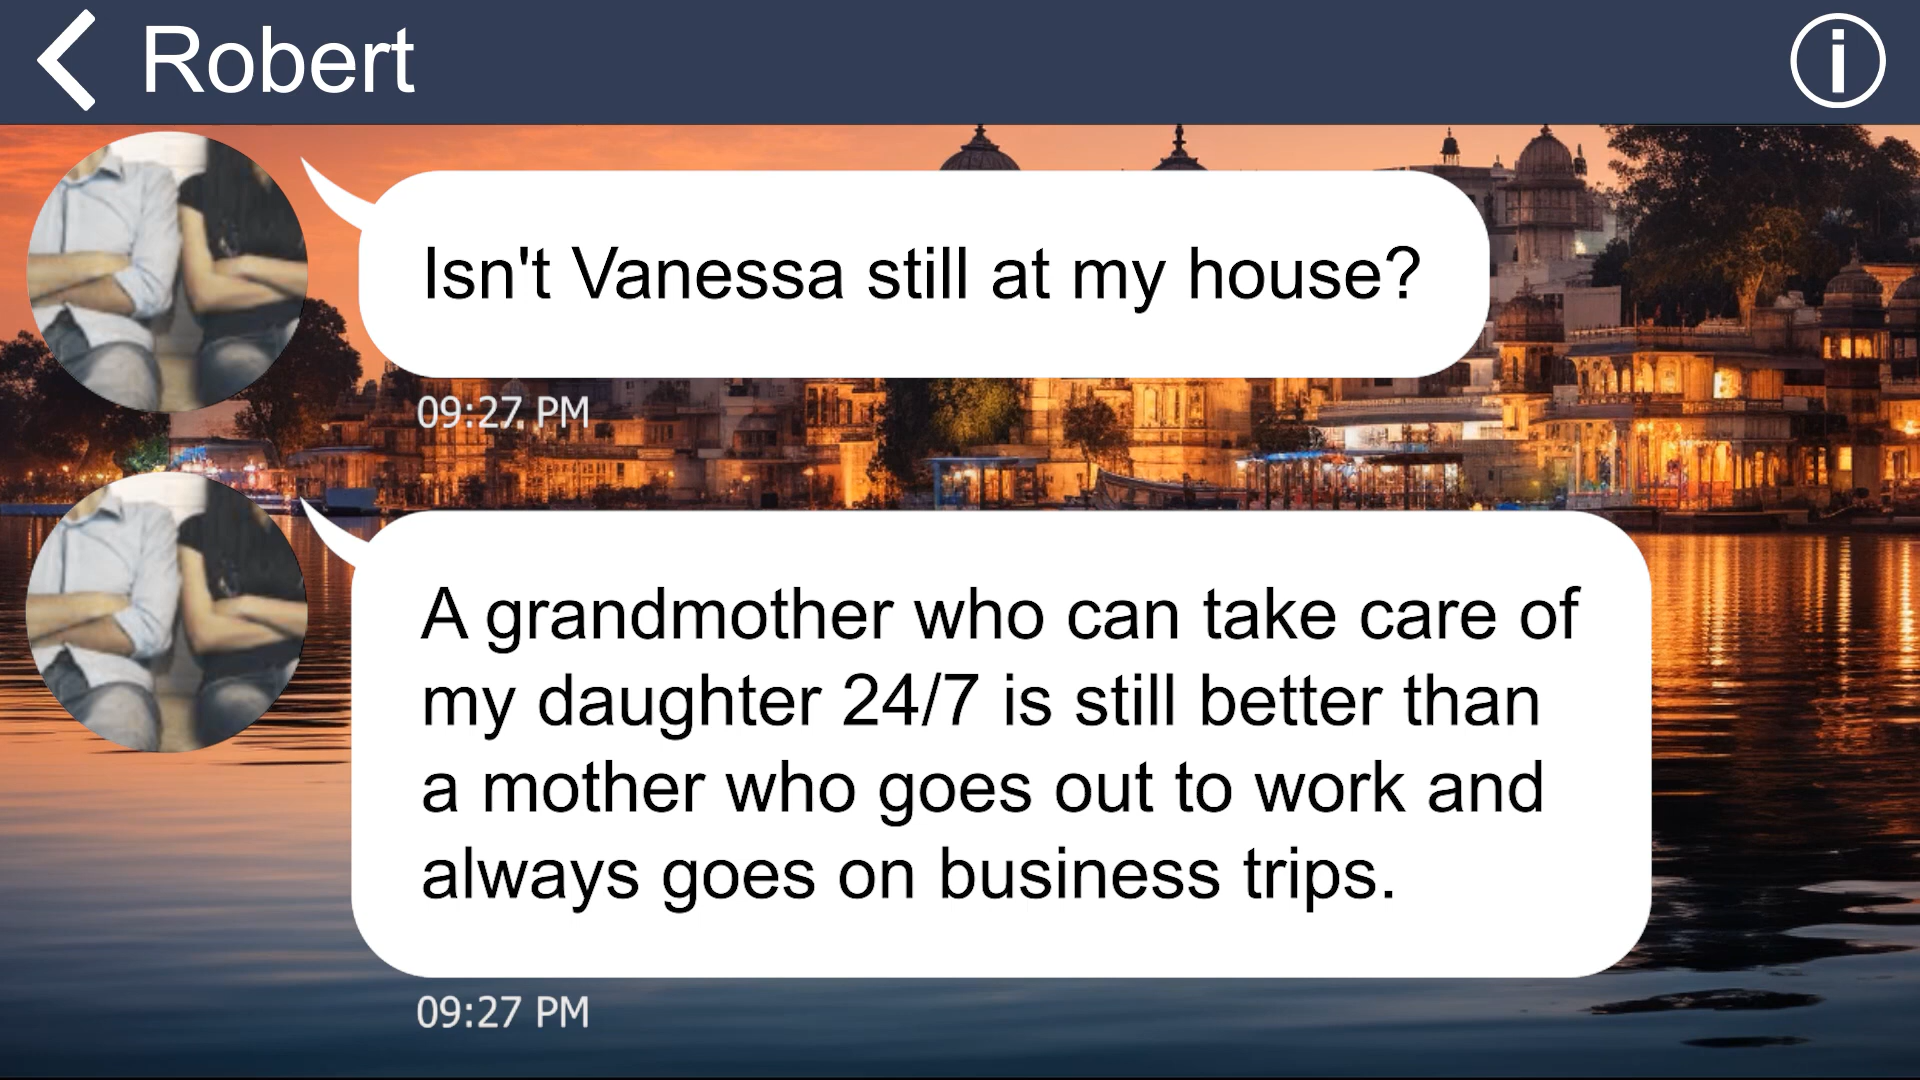 Robert
Isn't Vanessa still at my house?
09:27 PM
A grandmother who can take care of
my daughter 24/7 is still better than
a mother who goes out to work and
always goes on business trips.
09:27 PM